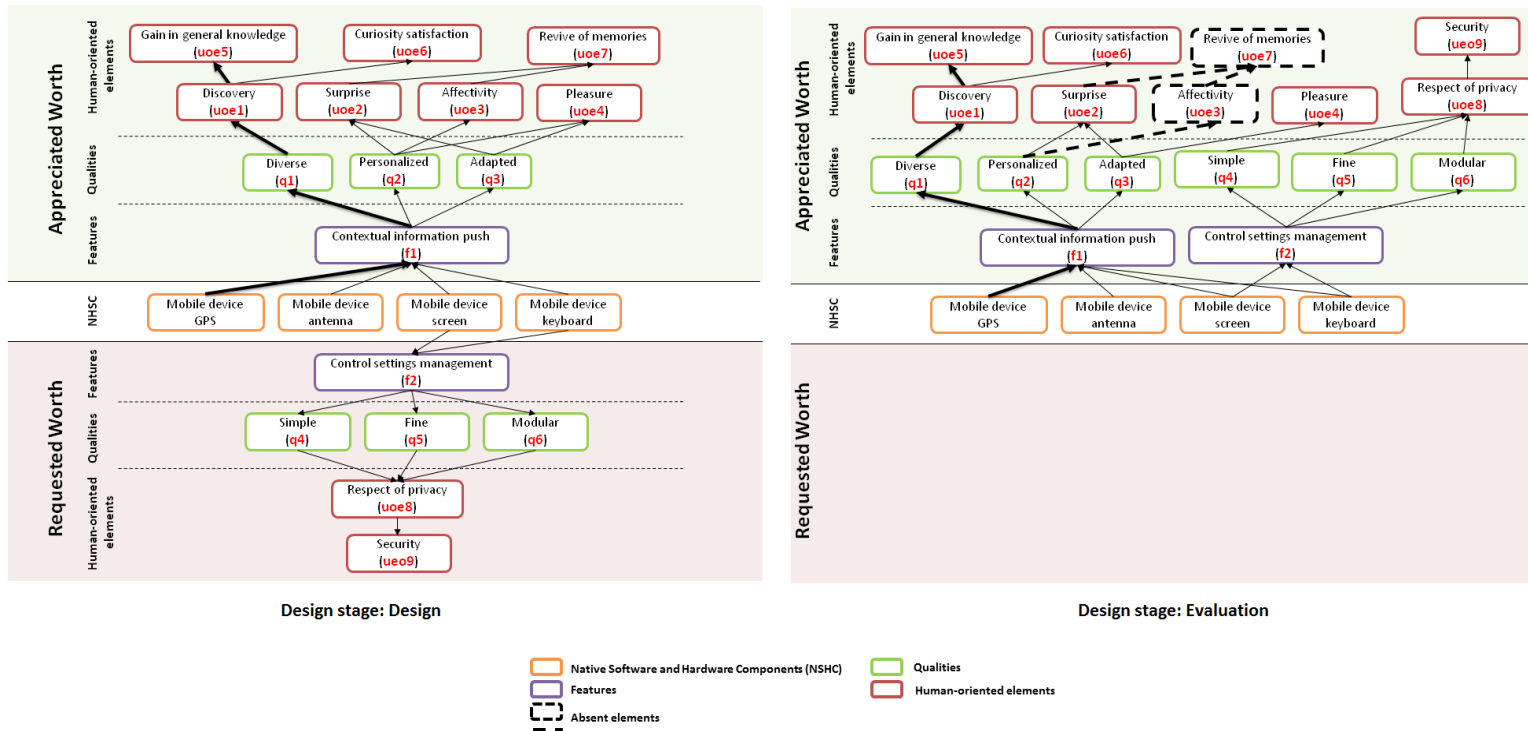 Appreciated Worth
Human-oriented
elements
Gain in general knowledge
(uoe5)
Curiosity satisfaction
(uoe6)
Revive of memories
(uoe7)
Discovery
(uoe1)
Surprise
(uoe2)
Affectivity
(uoe3)
Pleasure
(uoe4)
Qualities
Diverse
(q1)
Personalized
(q2)
Adapted
(q3)
Features
Contextual information push
(f1)
NHSC
Mobile device
GPS
Mobile device
antenna
Mobile device
screen
Mobile device
keyboard
Requested Worth
Features
Control settings management
(f2)
Qualities
Simple
(q4)
Fine
(q5)
Modular
(q6)
Human-oriented
elements
Respect of privacy
(uoe8)
Security
(ueo9)
Design stage: Design
Appreciated Worth
Human-oriented
elements
Gain in general knowledge
(uoe5)
Curiosity satisfaction
(uoe6)
Revive of memories
(uoe7)
Security
(ueo9)
Discovery
(uoe1)
Surprise
(uoe2)
Affectivity
(uoe3)
Pleasure
(uoe4)
Respect of privacy
(uoe8)
Qualities
Diverse
(q1)
Personalized
(q2)
Adapted
(q3)
Simple
(q4)
Fine
(q5)
Modular
(q6)
Features
Contextual information push
(f1)
Control settings management
(f2)
NHSC
Mobile device
GPS
Mobile device
antenna
Mobile device
screen
Mobile device
keyboard
Requested Worth
Design stage: Evaluation
Native Software and Hardware Components (NSHC)
Qualities
Features
Human-oriented elements
Absent elements